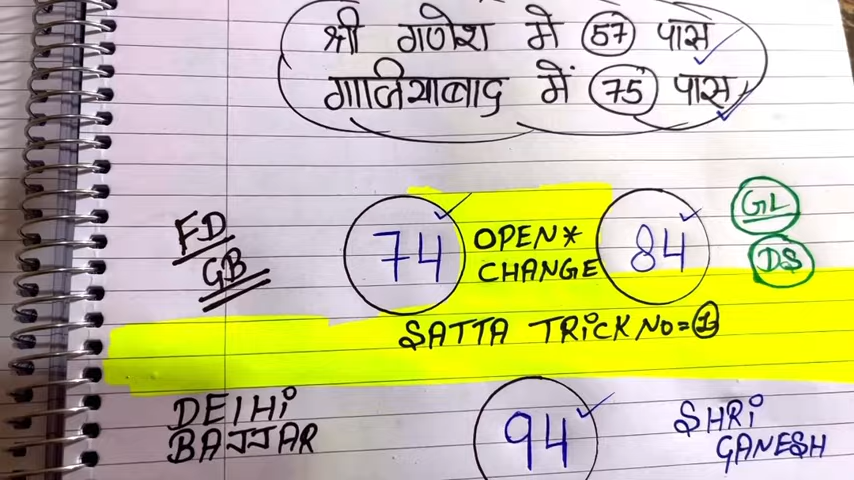 श्री गणेश में 57 पास
गाजियाबाद में 75 पास
FD
GB
74
OPEN*
CHANGE
84
GL
DS
SATTA TRiCK NO=1
DElHi
BAJJAR
94
SHRi
GANESH